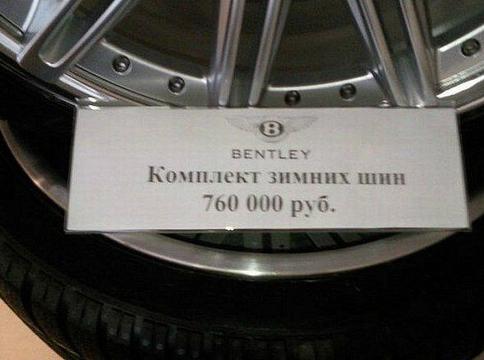 B
BENTLEY
Комплект зимних шин
760 000 руб.